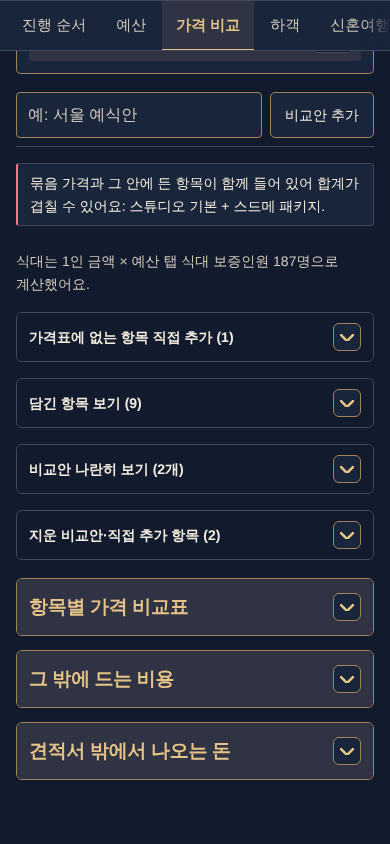 진행 순서 예산 가격 비교 하객 신혼여행
예: 서울 예식안 비교안 추가
묶음 가격과 그 안에 든 항목이 함께 들어 있어 합계가
겹칠 수 있어요: 스튜디오 기본 + 스드메 패키지.
식대는 1인 금액 × 예산 탭 식대 보증인원 187명으로
계산했어요.
가격표에 없는 항목 직접 추가 (1)
담긴 항목 보기 (9)
비교안 나란히 보기 (2개)
지운 비교안·직접 추가 항목 (2)
항목별 가격 비교표
그 밖에 드는 비용
견적서 밖에서 나오는 돈